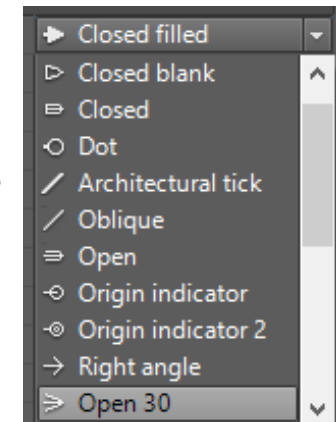 Closed filled
Closed blank
Closed
Dot
Architectural tick
Oblique
Open
Origin indicator
Origin indicator 2
Right angle
Open 30